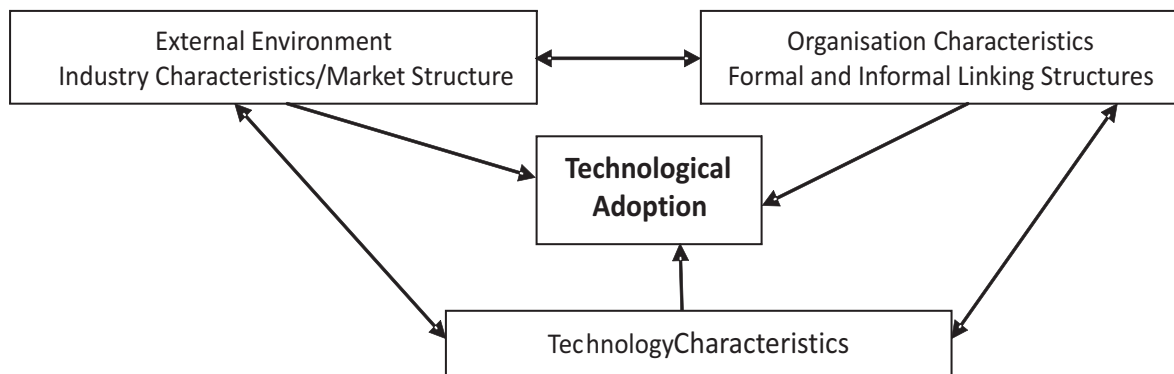 External Environment
Industry Characteristics/Market Structure
Organisation Characteristics
Formal and Informal Linking Structures
Technological
Adoption
TechnologyCharacteristics